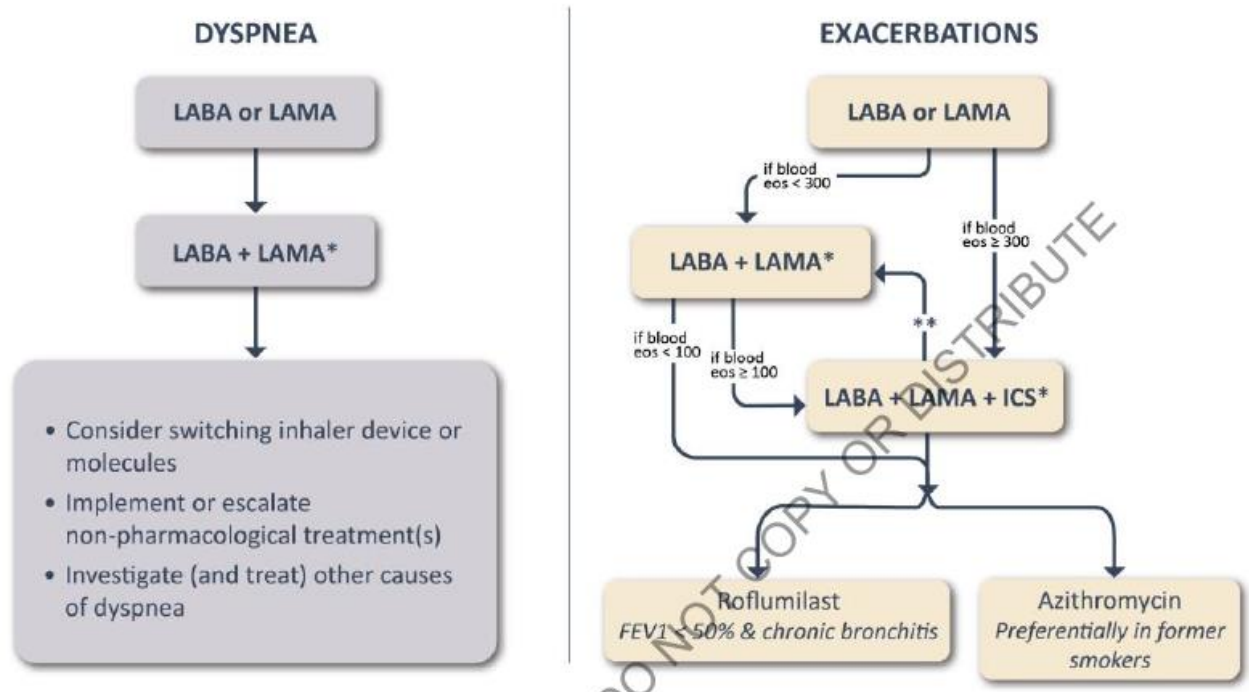 DYSPNEA
LABA or LAMA
LABA + LAMA*
• Consider switching inhaler device or
molecules
• Implement or escalate
non-pharmacological treatment(s)
• Investigate (and treat) other causes
of dyspnea
EXACERBATIONS
LABA or LAMA
if blood
eos < 300
if blood
eos ≥ 300
LABA + LAMA*
**
if blood
eos < 100
if blood
eos ≥ 100
LABA + LAMA + ICS*
Roflumilast
FEV1 < 50% & chronic bronchitis
Azithromycin
Preferentially in former
smokers
DO NOT COPY OR DISTRIBUTE